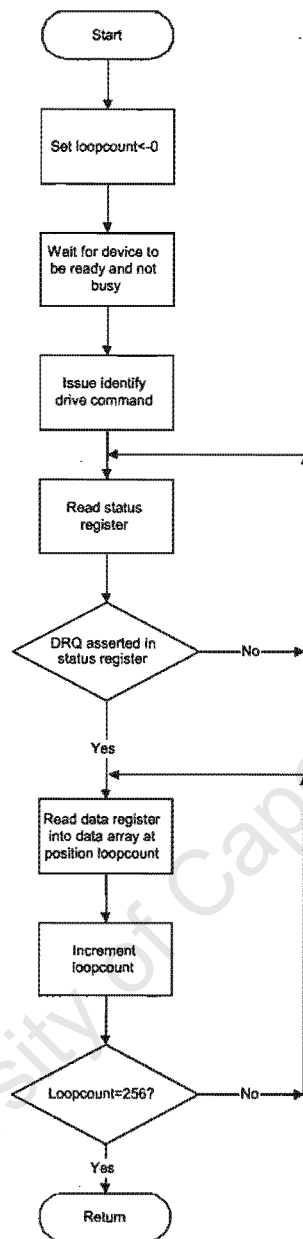 Start
Set loopcount<-0
Wait for device to
be ready and not
busy
Issue identify
drive command
Read status
register
DRQ asserted in
status register
No
Yes
Read data register
into data array at
position loopcount
Increment
loopcount
Loopcount=256?
No
Yes
Return